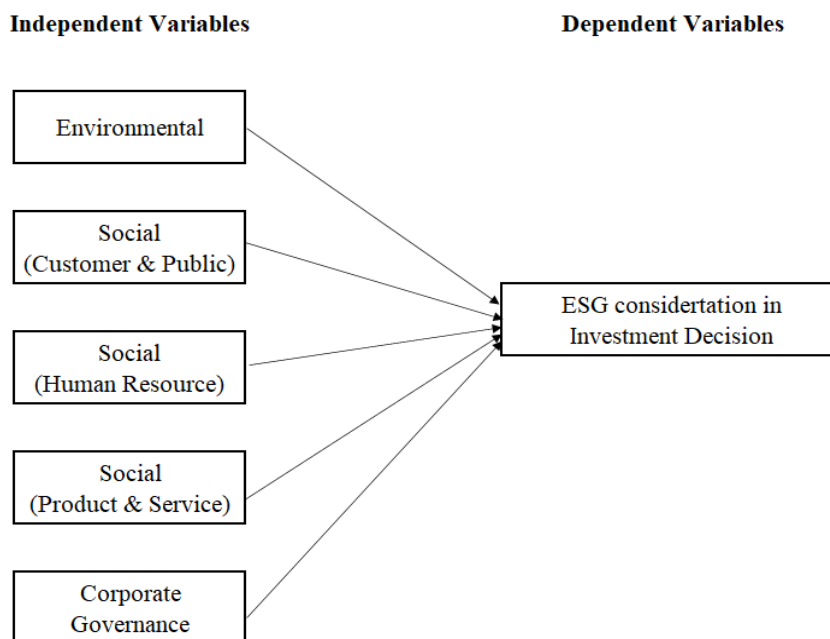 Independent Variables
Dependent Variables
Environmental
Social
(Customer & Public)
Social
(Human Resource)
Social
(Product & Service)
Corporate
Governance
ESG considertation in
Investment Decision